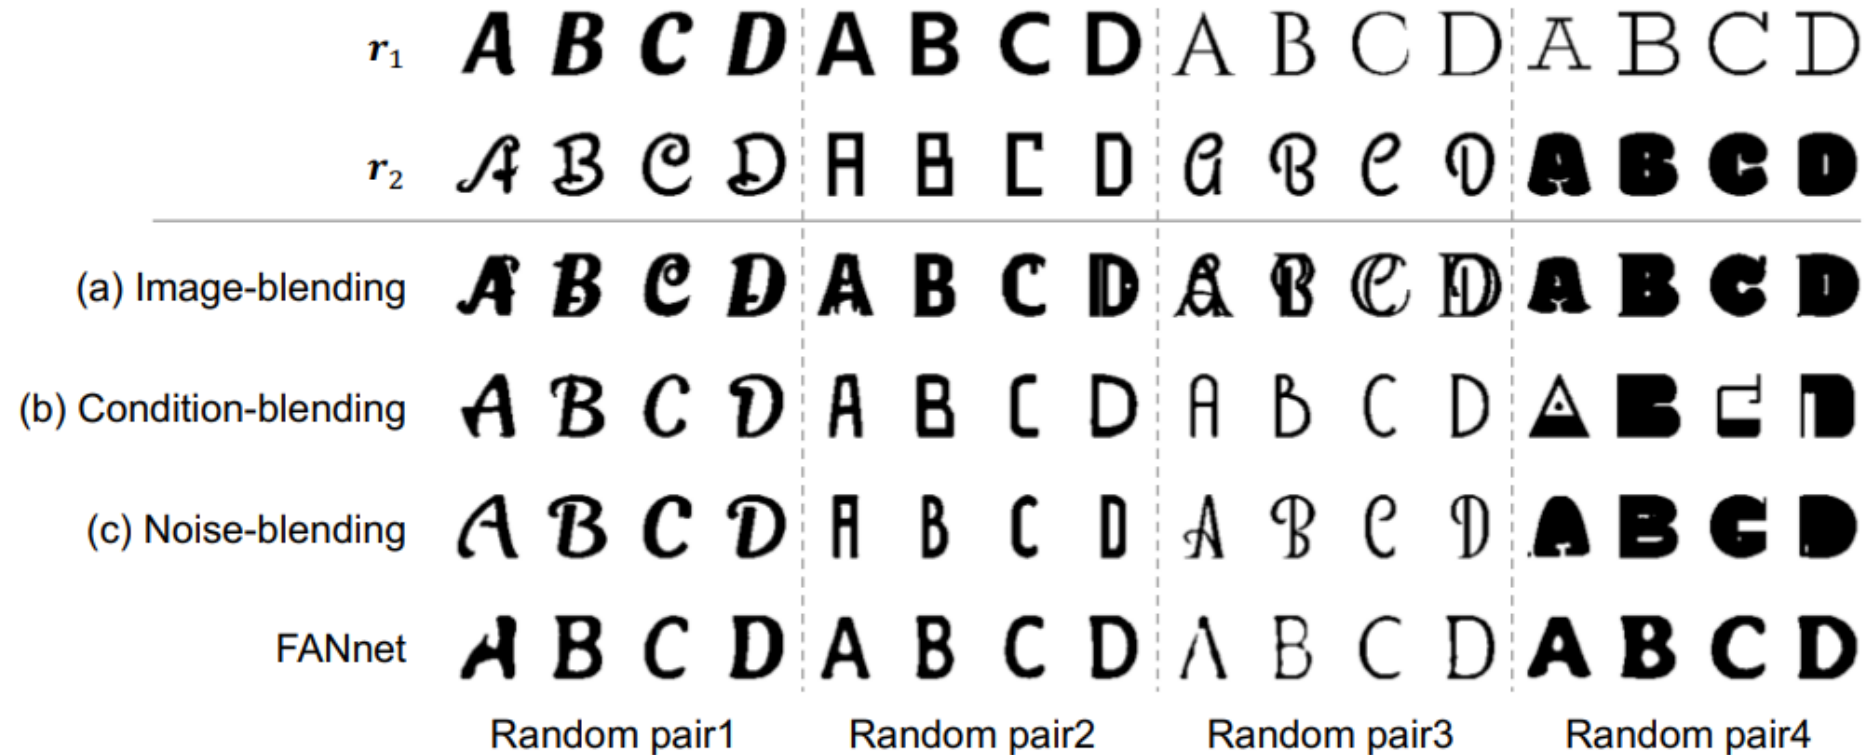 r₁ A B C D A B C D A B C D A B C D
r₂ A B C D A B C D a B C D A B C D
(a) Image-blending A B C D A B C D A B C D A B C D
(b) Condition-blending A B C D A B C D A B C D A B C D
(c) Noise-blending A B C D A B C D A B C D A B C D
FANnet A B C D A B C D A B C D A B C D
Random pair1 Random pair2 Random pair3 Random pair4